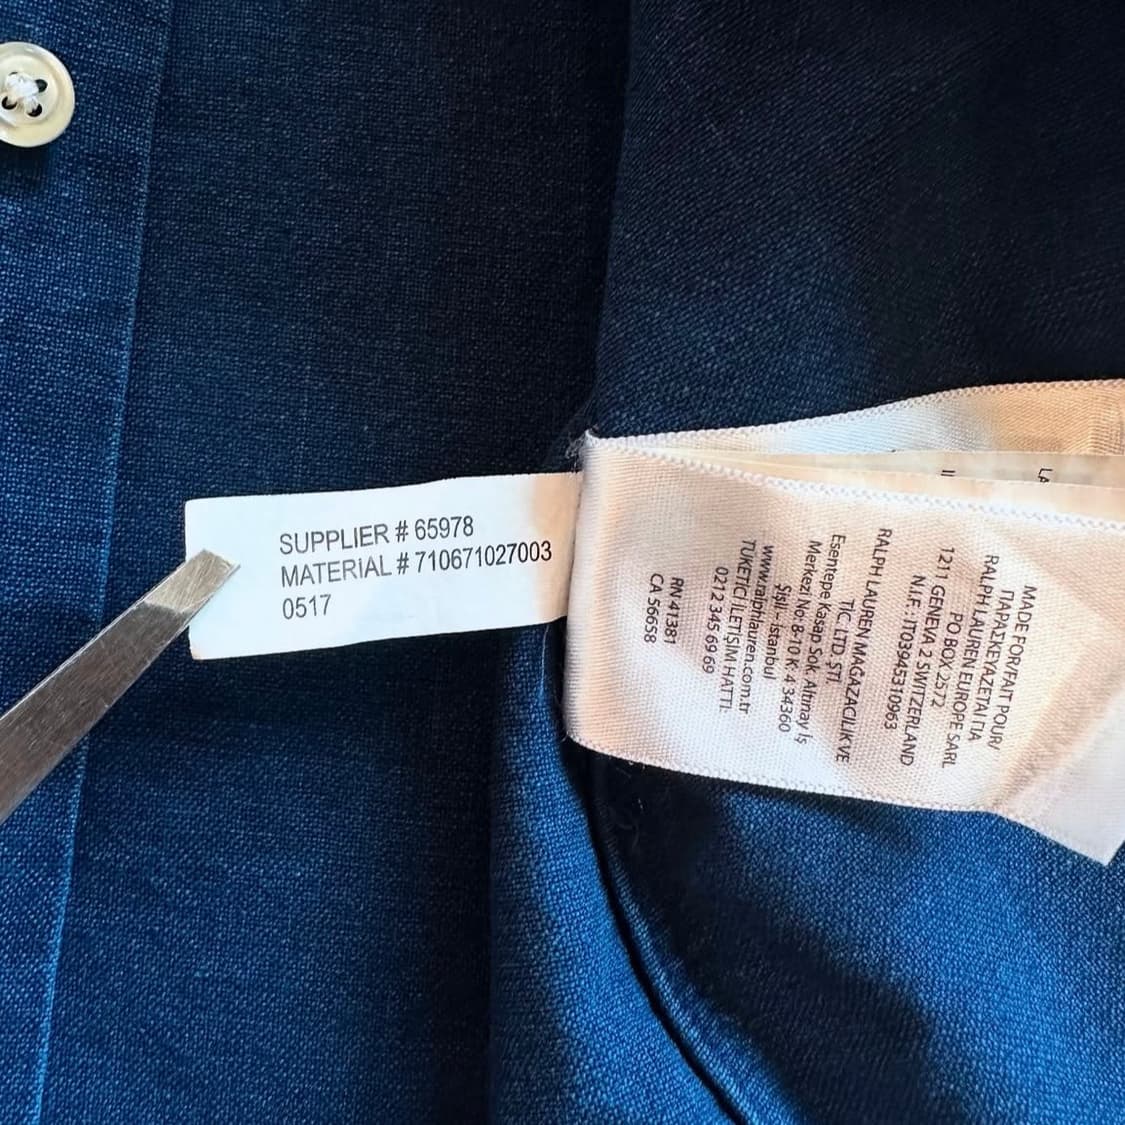 SUPPLIER # 65978
MATERIAL # 710671027003
0517
MADE FOR/FAIT POUR/
ΠΑΡΑΣΚΕΥΑΖΕΤΑΙ ΓΙΑ
RALPH LAUREN EUROPE SARL
PO BOX 2572
1211 GENEVA 2 SWITZERLAND
N.I.F. IT03945310963
RALPH LAUREN MAGAZACILIK VE
TİC. LTD. ŞTİ.
Esentepe Kasap Sok. Altınay İş
Merkezi No: 8-10 K: 4 34360
Şişli - İstanbul
www.ralphlauren.com.tr
TÜKETİCİ İLETİŞİM HATTI.
0212 345 69 69
RN 41381
CA 56658
LA